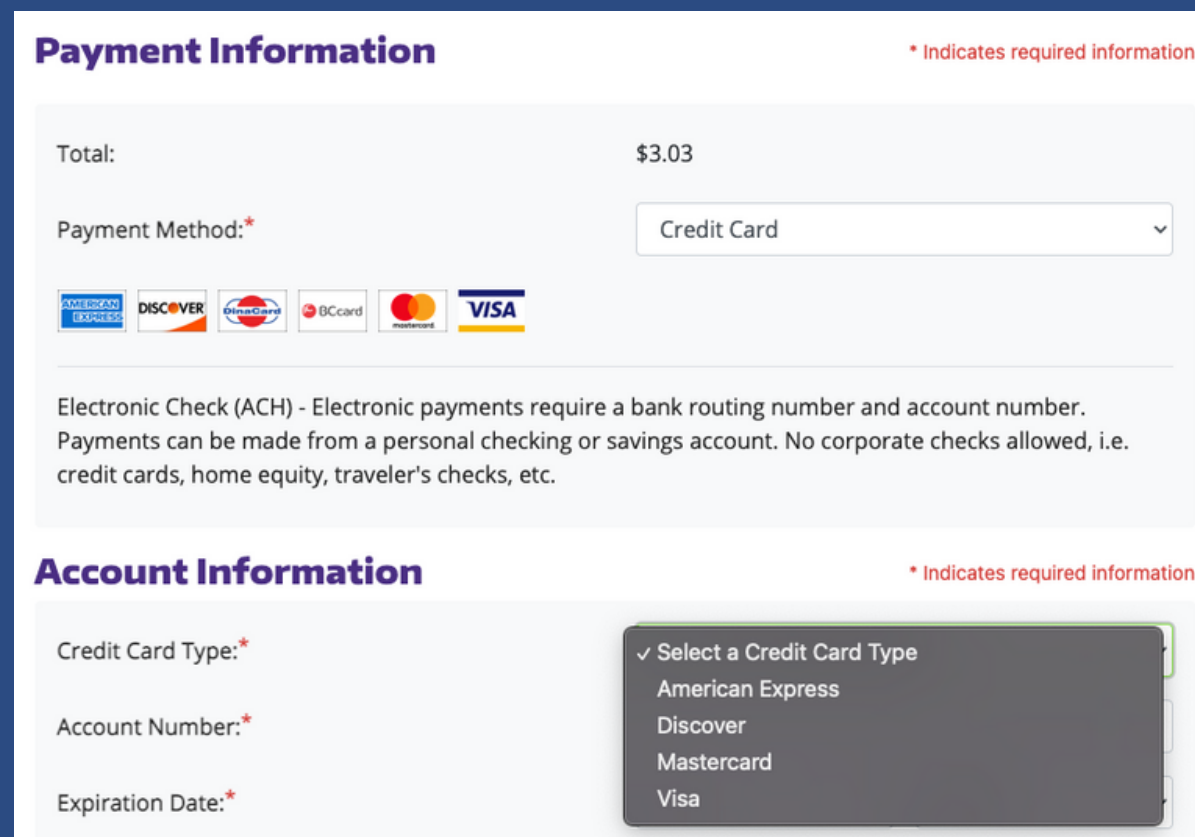 Payment Information
* Indicates required information
Total:
$3.03
Payment Method:*
Credit Card
AMERICAN EXPRESS DISCOVER DinaCard BCcard mastercard VISA
Electronic Check (ACH) - Electronic payments require a bank routing number and account number.
Payments can be made from a personal checking or savings account. No corporate checks allowed, i.e.
credit cards, home equity, traveler's checks, etc.
Account Information
* Indicates required information
Credit Card Type:*
✓ Select a Credit Card Type
American Express
Discover
Mastercard
Visa
Account Number:*
Expiration Date:*